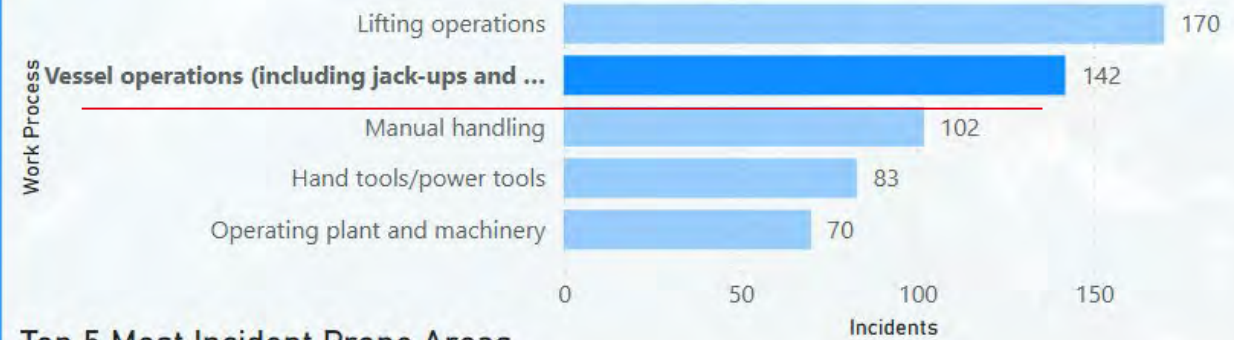 Work Process
Lifting operations 170
Vessel operations (including jack-ups and ... 142
Manual handling 102
Hand tools/power tools 83
Operating plant and machinery 70
0 50 100 150
Incidents
Top 5 Most Incident Prone Areas